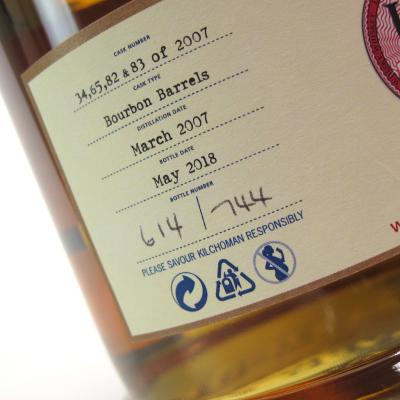 CASK NUMBER
34,65,82 & 83 of 2007
CASK TYPE
Bourbon Barrels
DISTILLATION DATE
March 2007
BOTTLE DATE
May 2018
BOTTLE NUMBER
614 / 744
PLEASE SAVOUR KILCHOMAN RESPONSIBLY